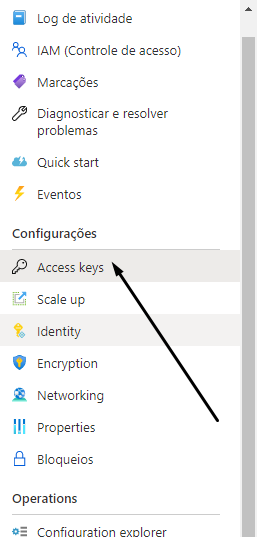 Log de atividade
IAM (Controle de acesso)
Marcações
Diagnosticar e resolver
problemas
Quick start
Eventos
Configurações
Access keys
Scale up
Identity
Encryption
Networking
Properties
Bloqueios
Operations
Configuration explorer